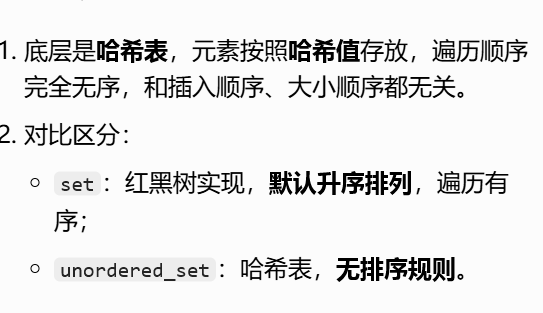 1. 底层是哈希表，元素按照哈希值存放，遍历顺序
完全无序，和插入顺序、大小顺序都无关。
2. 对比区分：
○ set：红黑树实现，默认升序排列，遍历有
序；
○ unordered_set：哈希表，无排序规则。